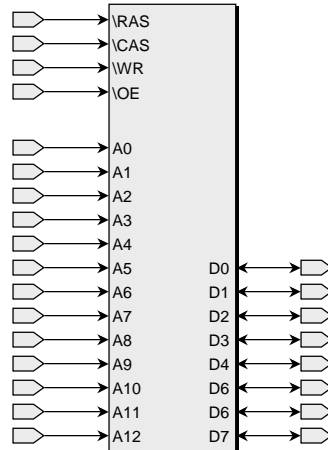 \RAS
\CAS
\WR
\OE
A0
A1
A2
A3
A4
A5 D0
A6 D1
A7 D2
A8 D3
A9 D4
A10 D6
A11 D6
A12 D7